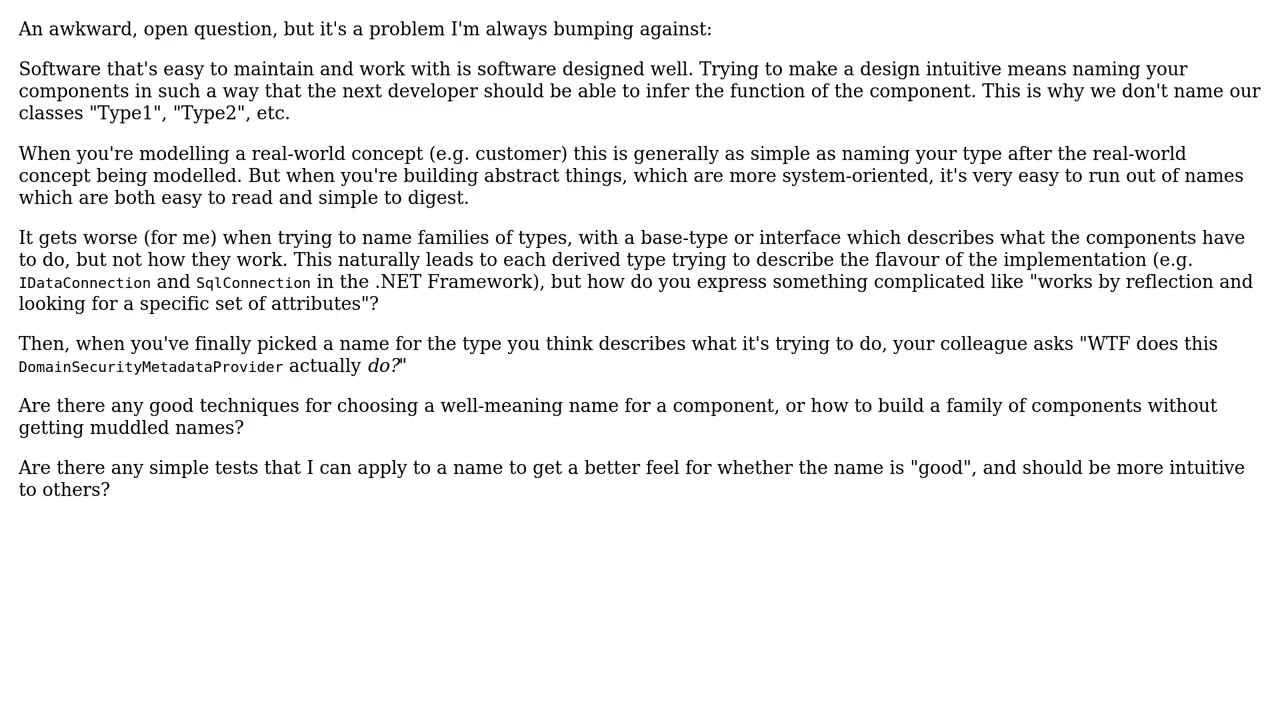 An awkward, open question, but it's a problem I'm always bumping against:
Software that's easy to maintain and work with is software designed well. Trying to make a design intuitive means naming your
components in such a way that the next developer should be able to infer the function of the component. This is why we don't name our
classes "Type1", "Type2", etc.
When you're modelling a real-world concept (e.g. customer) this is generally as simple as naming your type after the real-world
concept being modelled. But when you're building abstract things, which are more system-oriented, it's very easy to run out of names
which are both easy to read and simple to digest.
It gets worse (for me) when trying to name families of types, with a base-type or interface which describes what the components have
to do, but not how they work. This naturally leads to each derived type trying to describe the flavour of the implementation (e.g.
IDataConnection and SqlConnection in the .NET Framework), but how do you express something complicated like "works by reflection and
looking for a specific set of attributes"?
Then, when you've finally picked a name for the type you think describes what it's trying to do, your colleague asks "WTF does this
DomainSecurityMetadataProvider actually do?"
Are there any good techniques for choosing a well-meaning name for a component, or how to build a family of components without
getting muddled names?
Are there any simple tests that I can apply to a name to get a better feel for whether the name is "good", and should be more intuitive
to others?